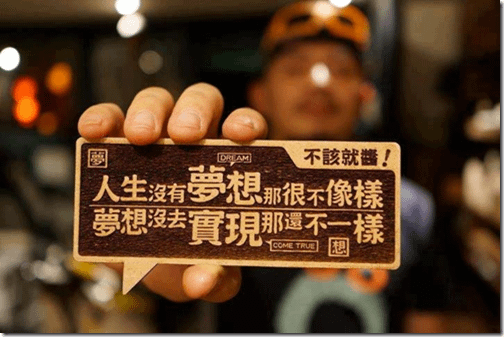 夢
DREAM
不該就醬!
人生沒有夢想那很不像樣
夢想沒去實現那還不一樣
COME TRUE
想